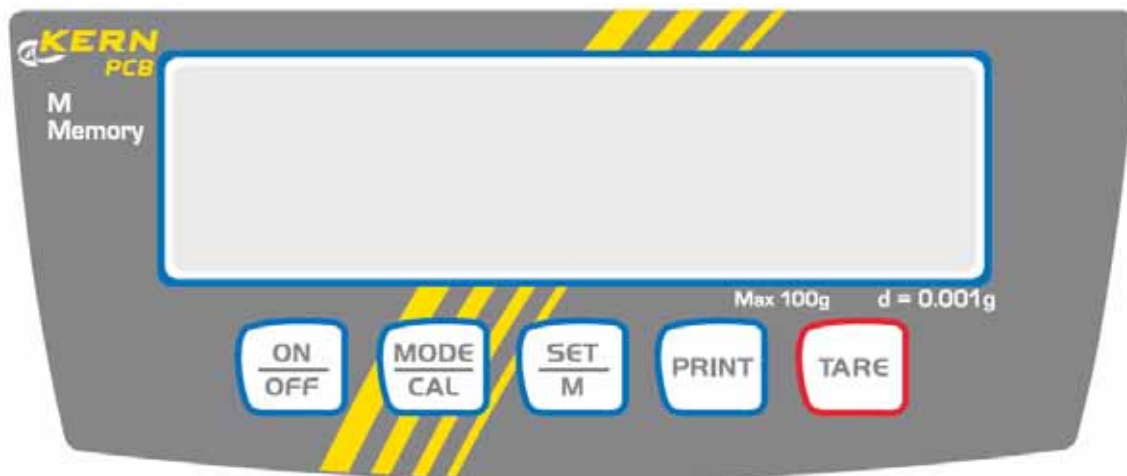 KERN
PCB
M
Memory
Max 100g d = 0.001g
ON
OFF
MODE
CAL
SET
M
PRINT
TARE